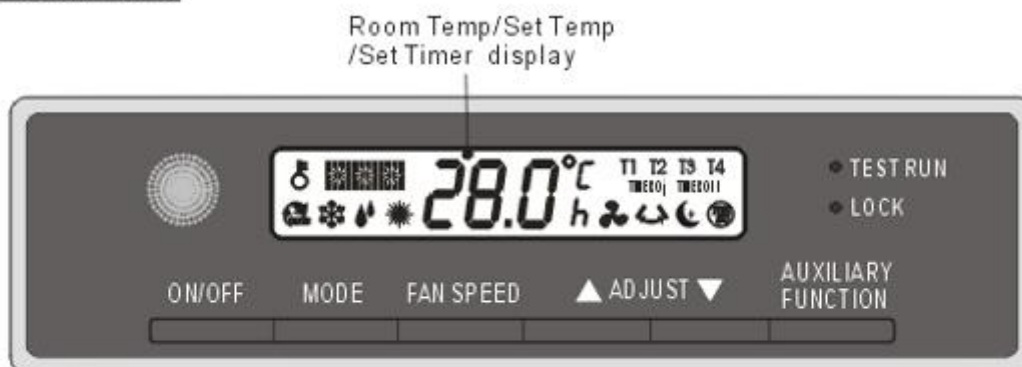 Room Temp/Set Temp
/Set Timer display
28.0°C
h
T1 T2 T3 T4
TEST RUN
LOCK
ON/OFF MODE FAN SPEED ▲ ADJUST ▼ AUXILIARY
FUNCTION